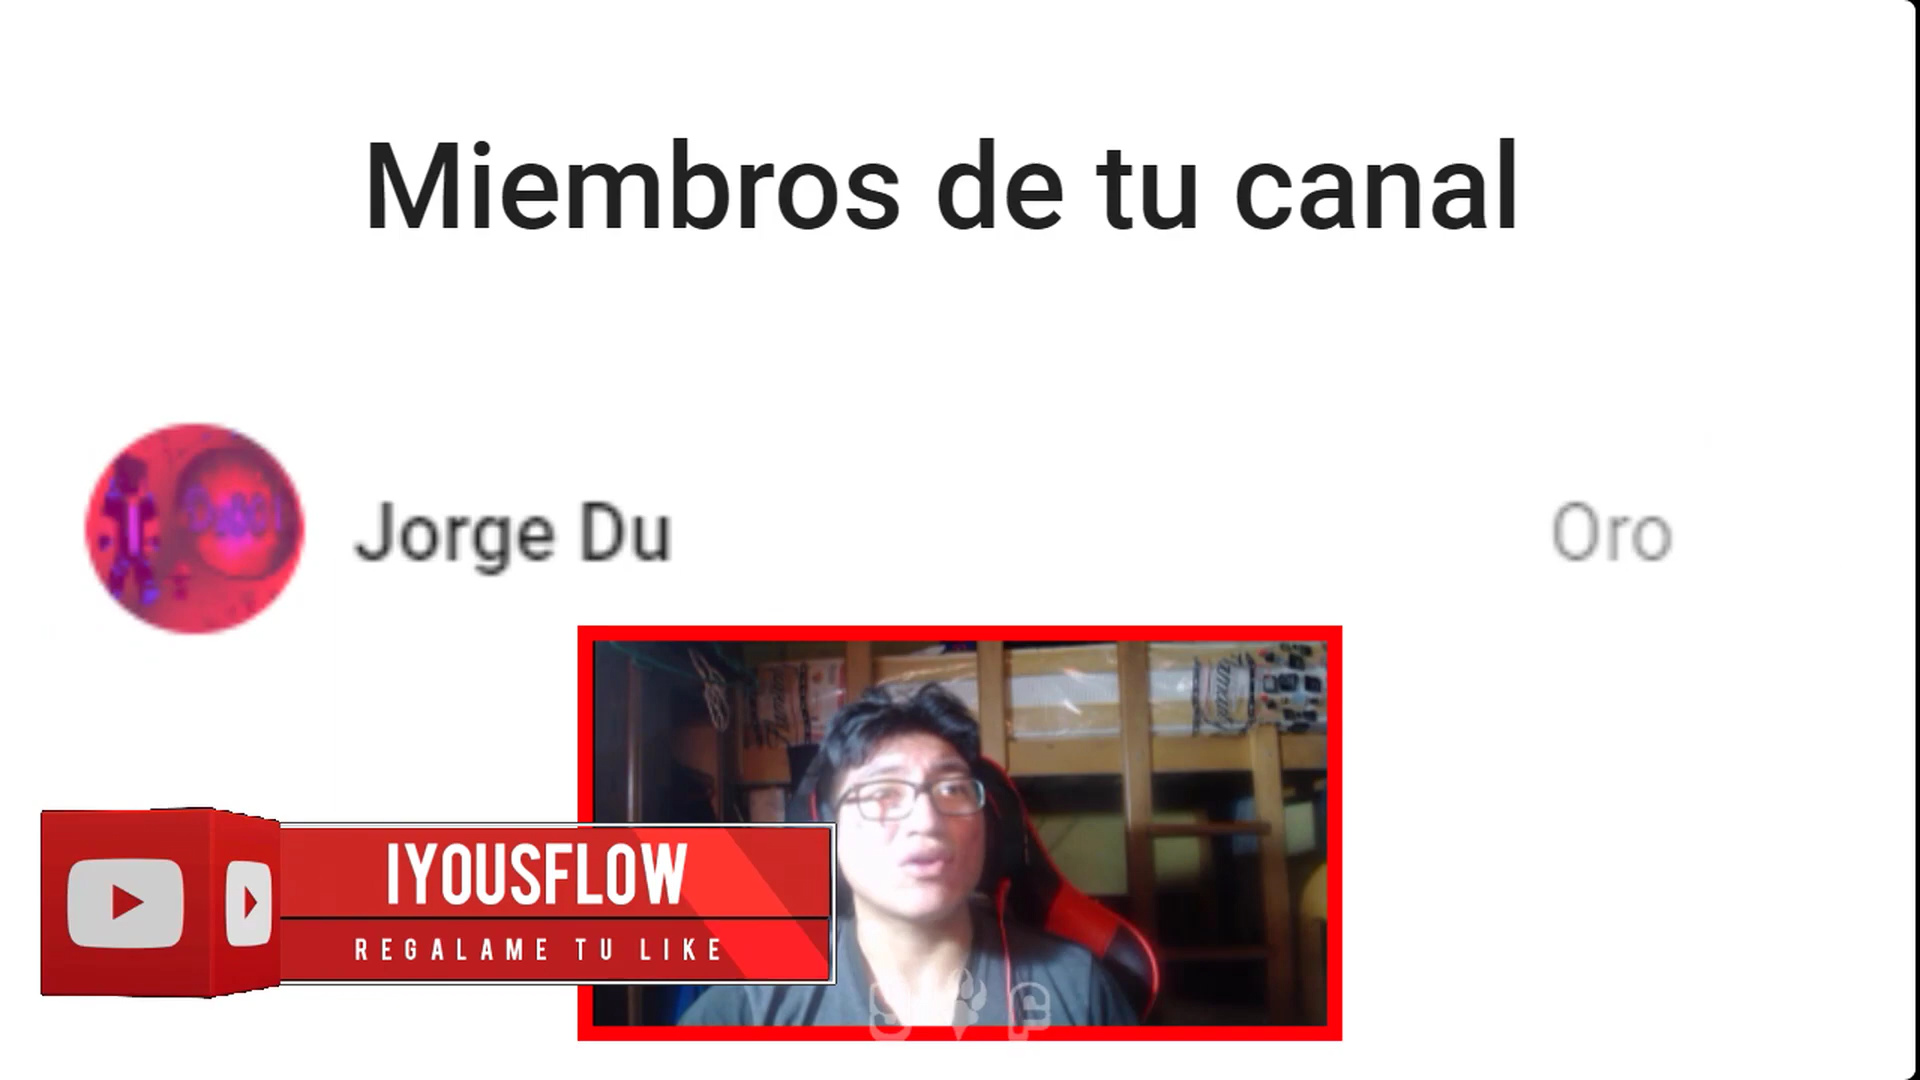 Miembros de tu canal
Jorge Du
Oro
IYOUSFLOW
REGALAME TU LIKE